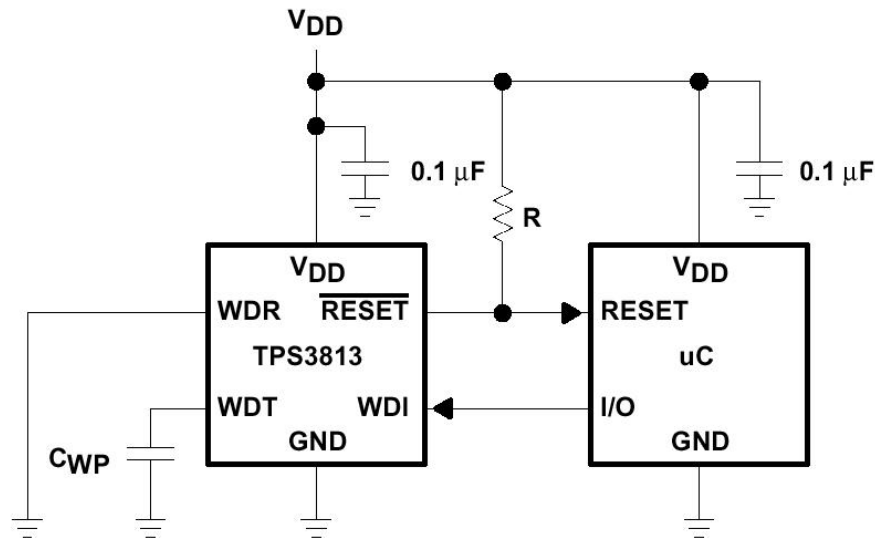 VDD
0.1 μF
0.1 μF
R
VDD
WDR
RESET
TPS3813
WDT
WDI
GND
VDD
RESET
uC
I/O
GND
CWP